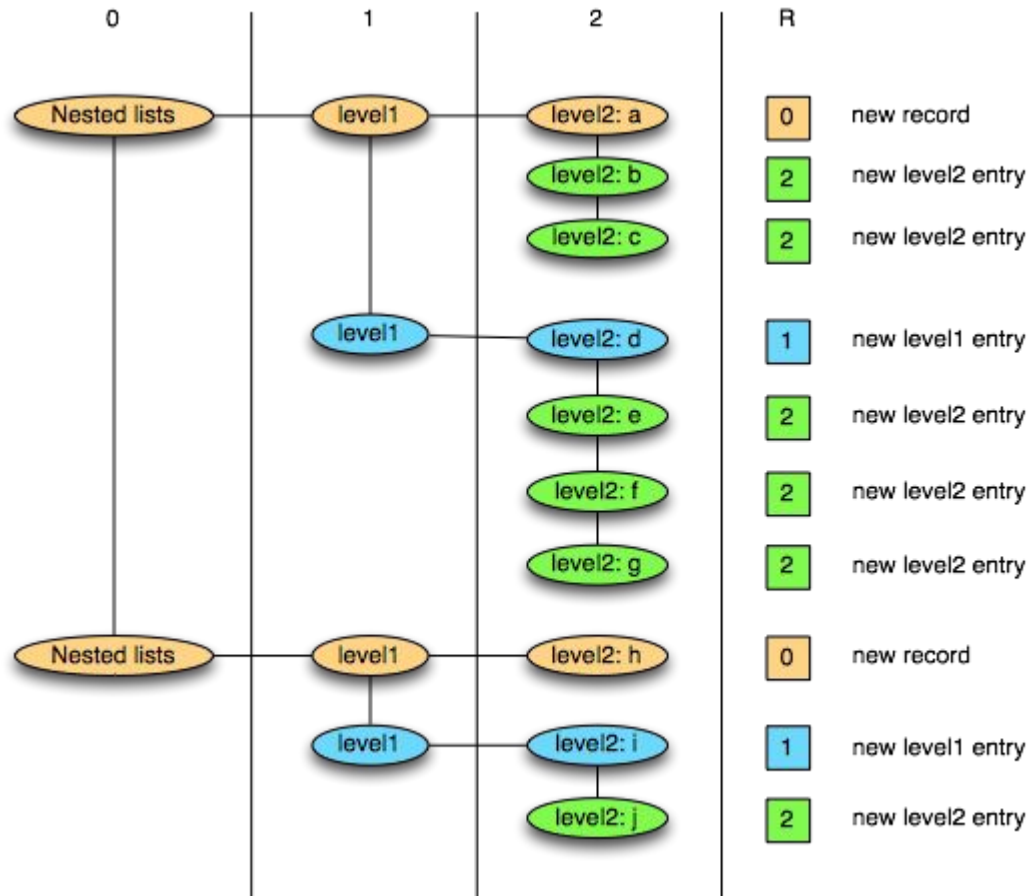 0 1 2 R
Nested lists level1 level2: a 0 new record
level2: b 2 new level2 entry
level2: c 2 new level2 entry
level1 level2: d 1 new level1 entry
level2: e 2 new level2 entry
level2: f 2 new level2 entry
level2: g 2 new level2 entry
Nested lists level1 level2: h 0 new record
level1 level2: i 1 new level1 entry
level2: j 2 new level2 entry